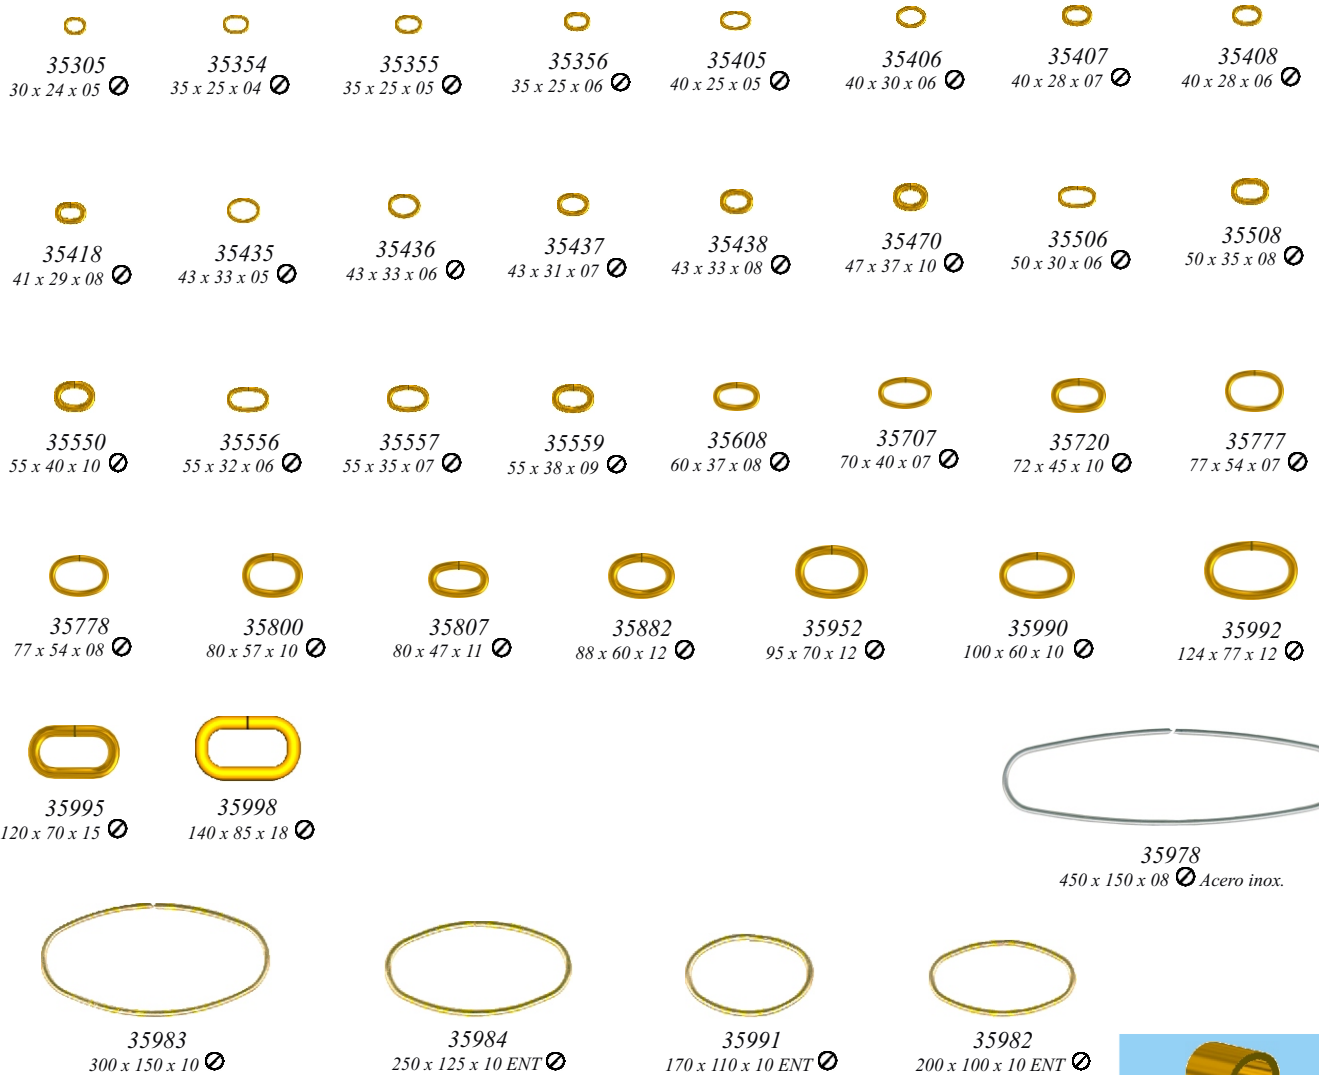 35305
30 x 24 x 05 ⊘
35354
35 x 25 x 04 ⊘
35355
35 x 25 x 05 ⊘
35356
35 x 25 x 06 ⊘
35405
40 x 25 x 05 ⊘
35406
40 x 30 x 06 ⊘
35407
40 x 28 x 07 ⊘
35408
40 x 28 x 06 ⊘
35418
41 x 29 x 08 ⊘
35435
43 x 33 x 05 ⊘
35436
43 x 33 x 06 ⊘
35437
43 x 31 x 07 ⊘
35438
43 x 33 x 08 ⊘
35470
47 x 37 x 10 ⊘
35506
50 x 30 x 06 ⊘
35508
50 x 35 x 08 ⊘
35550
55 x 40 x 10 ⊘
35556
55 x 32 x 06 ⊘
35557
55 x 35 x 07 ⊘
35559
55 x 38 x 09 ⊘
35608
60 x 37 x 08 ⊘
35707
70 x 40 x 07 ⊘
35720
72 x 45 x 10 ⊘
35777
77 x 54 x 07 ⊘
35778
77 x 54 x 08 ⊘
35800
80 x 57 x 10 ⊘
35807
80 x 47 x 11 ⊘
35882
88 x 60 x 12 ⊘
35952
95 x 70 x 12 ⊘
35990
100 x 60 x 10 ⊘
35992
124 x 77 x 12 ⊘
35995
120 x 70 x 15 ⊘
35998
140 x 85 x 18 ⊘
35978
450 x 150 x 08 ⊘ Acero inox.
35983
300 x 150 x 10 ⊘
35984
250 x 125 x 10 ENT ⊘
35991
170 x 110 x 10 ENT ⊘
35982
200 x 100 x 10 ENT ⊘